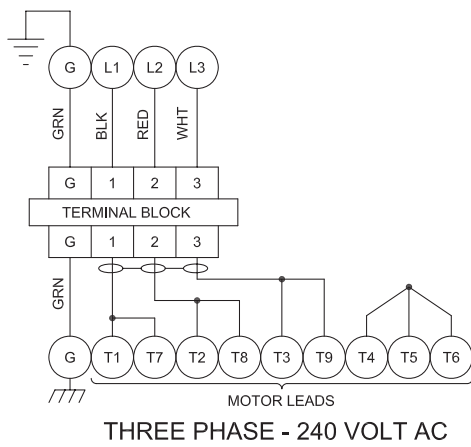 G L1 L2 L3
GRN BLK RED WHT
G 1 2 3
TERMINAL BLOCK
G 1 2 3
GRN
G T1 T7 T2 T8 T3 T9 T4 T5 T6
MOTOR LEADS
THREE PHASE - 240 VOLT AC